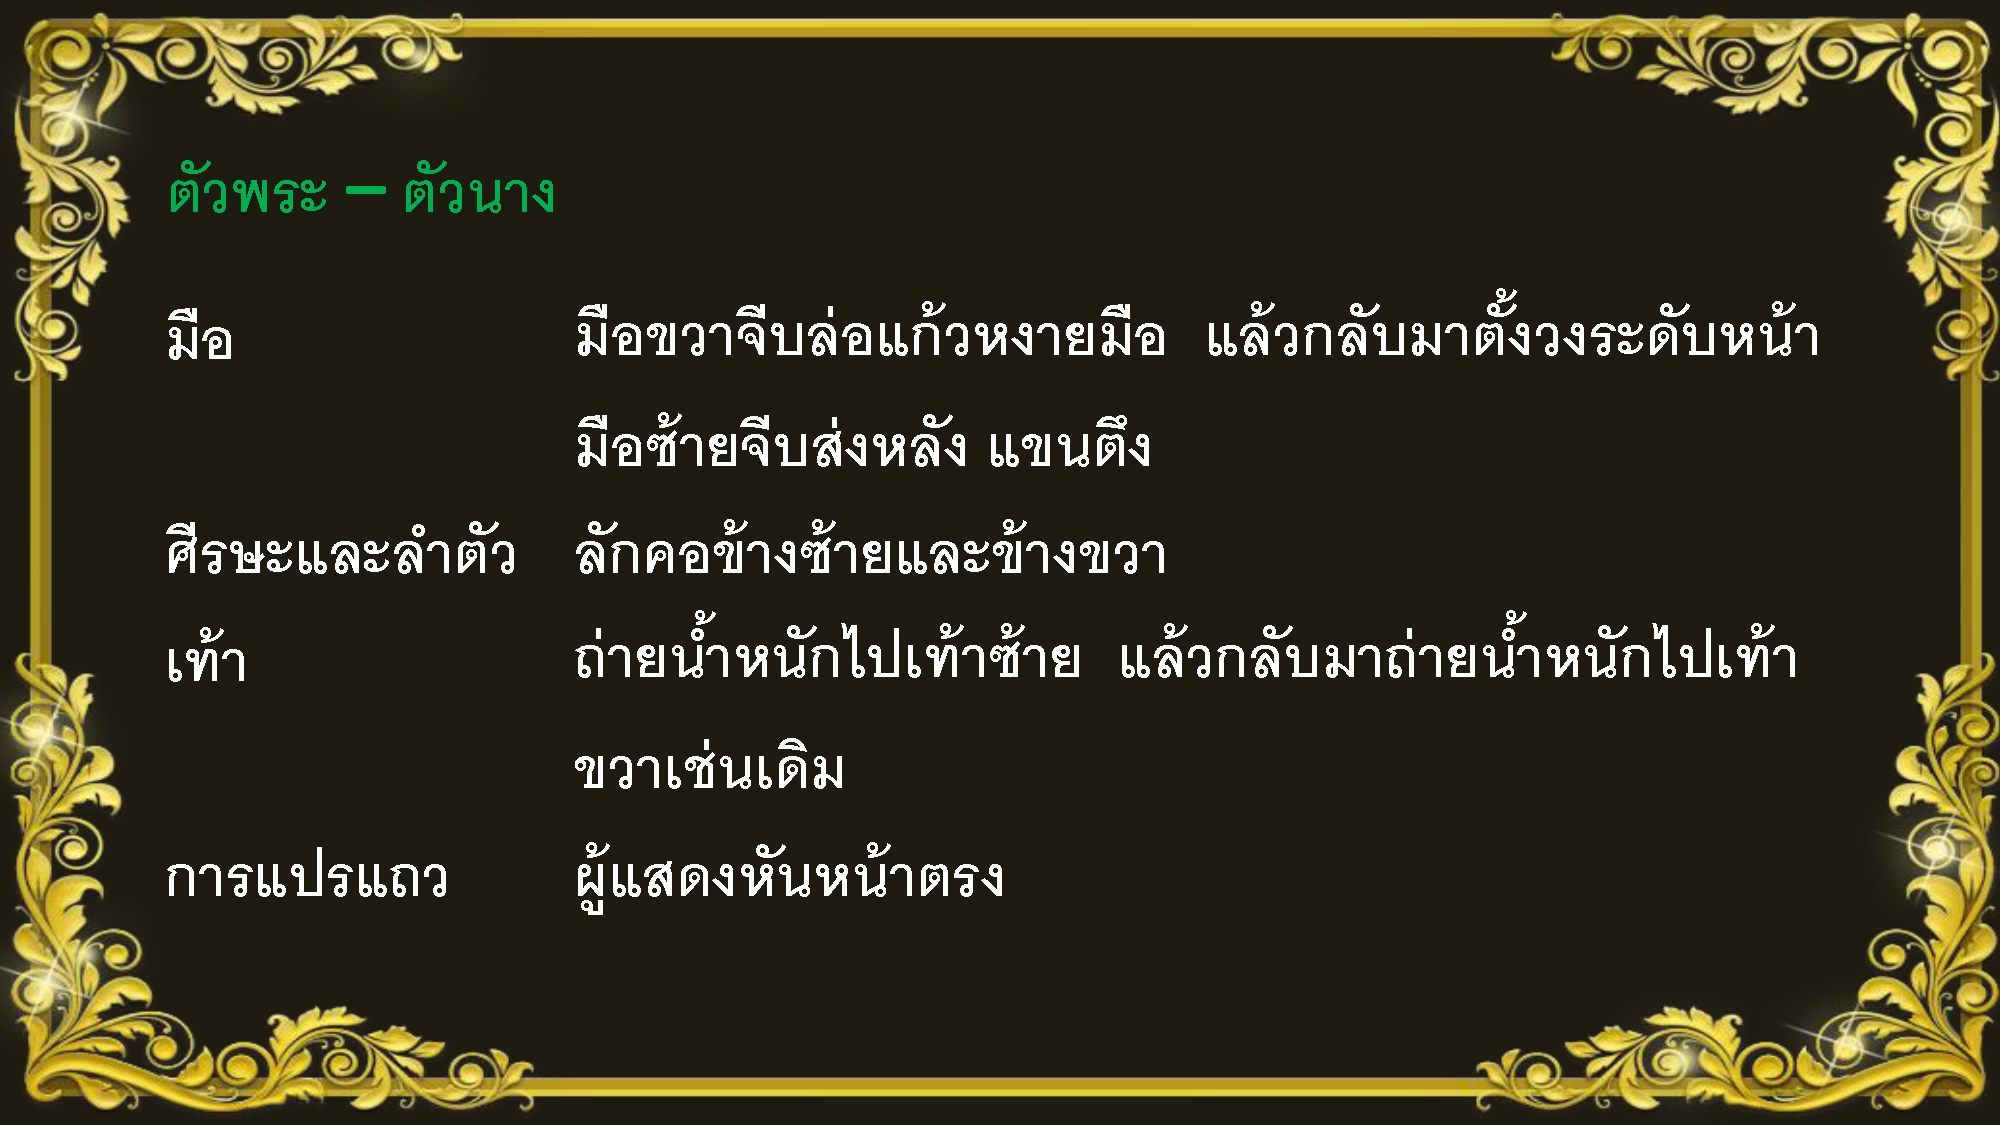 ตัวพระ – ตัวนาง
มือ มือขวาจีบล่อแก้วหงายมือ แล้วกลับมาตั้งวงระดับหน้า
มือซ้ายจีบส่งหลัง แขนตึง
ศีรษะและลำตัว ลักคอข้างซ้ายและข้างขวา
เท้า ถ่ายน้ำหนักไปเท้าซ้าย แล้วกลับมาถ่ายน้ำหนักไปเท้า
ขวาเช่นเดิม
การแปรแถว ผู้แสดงหันหน้าตรง